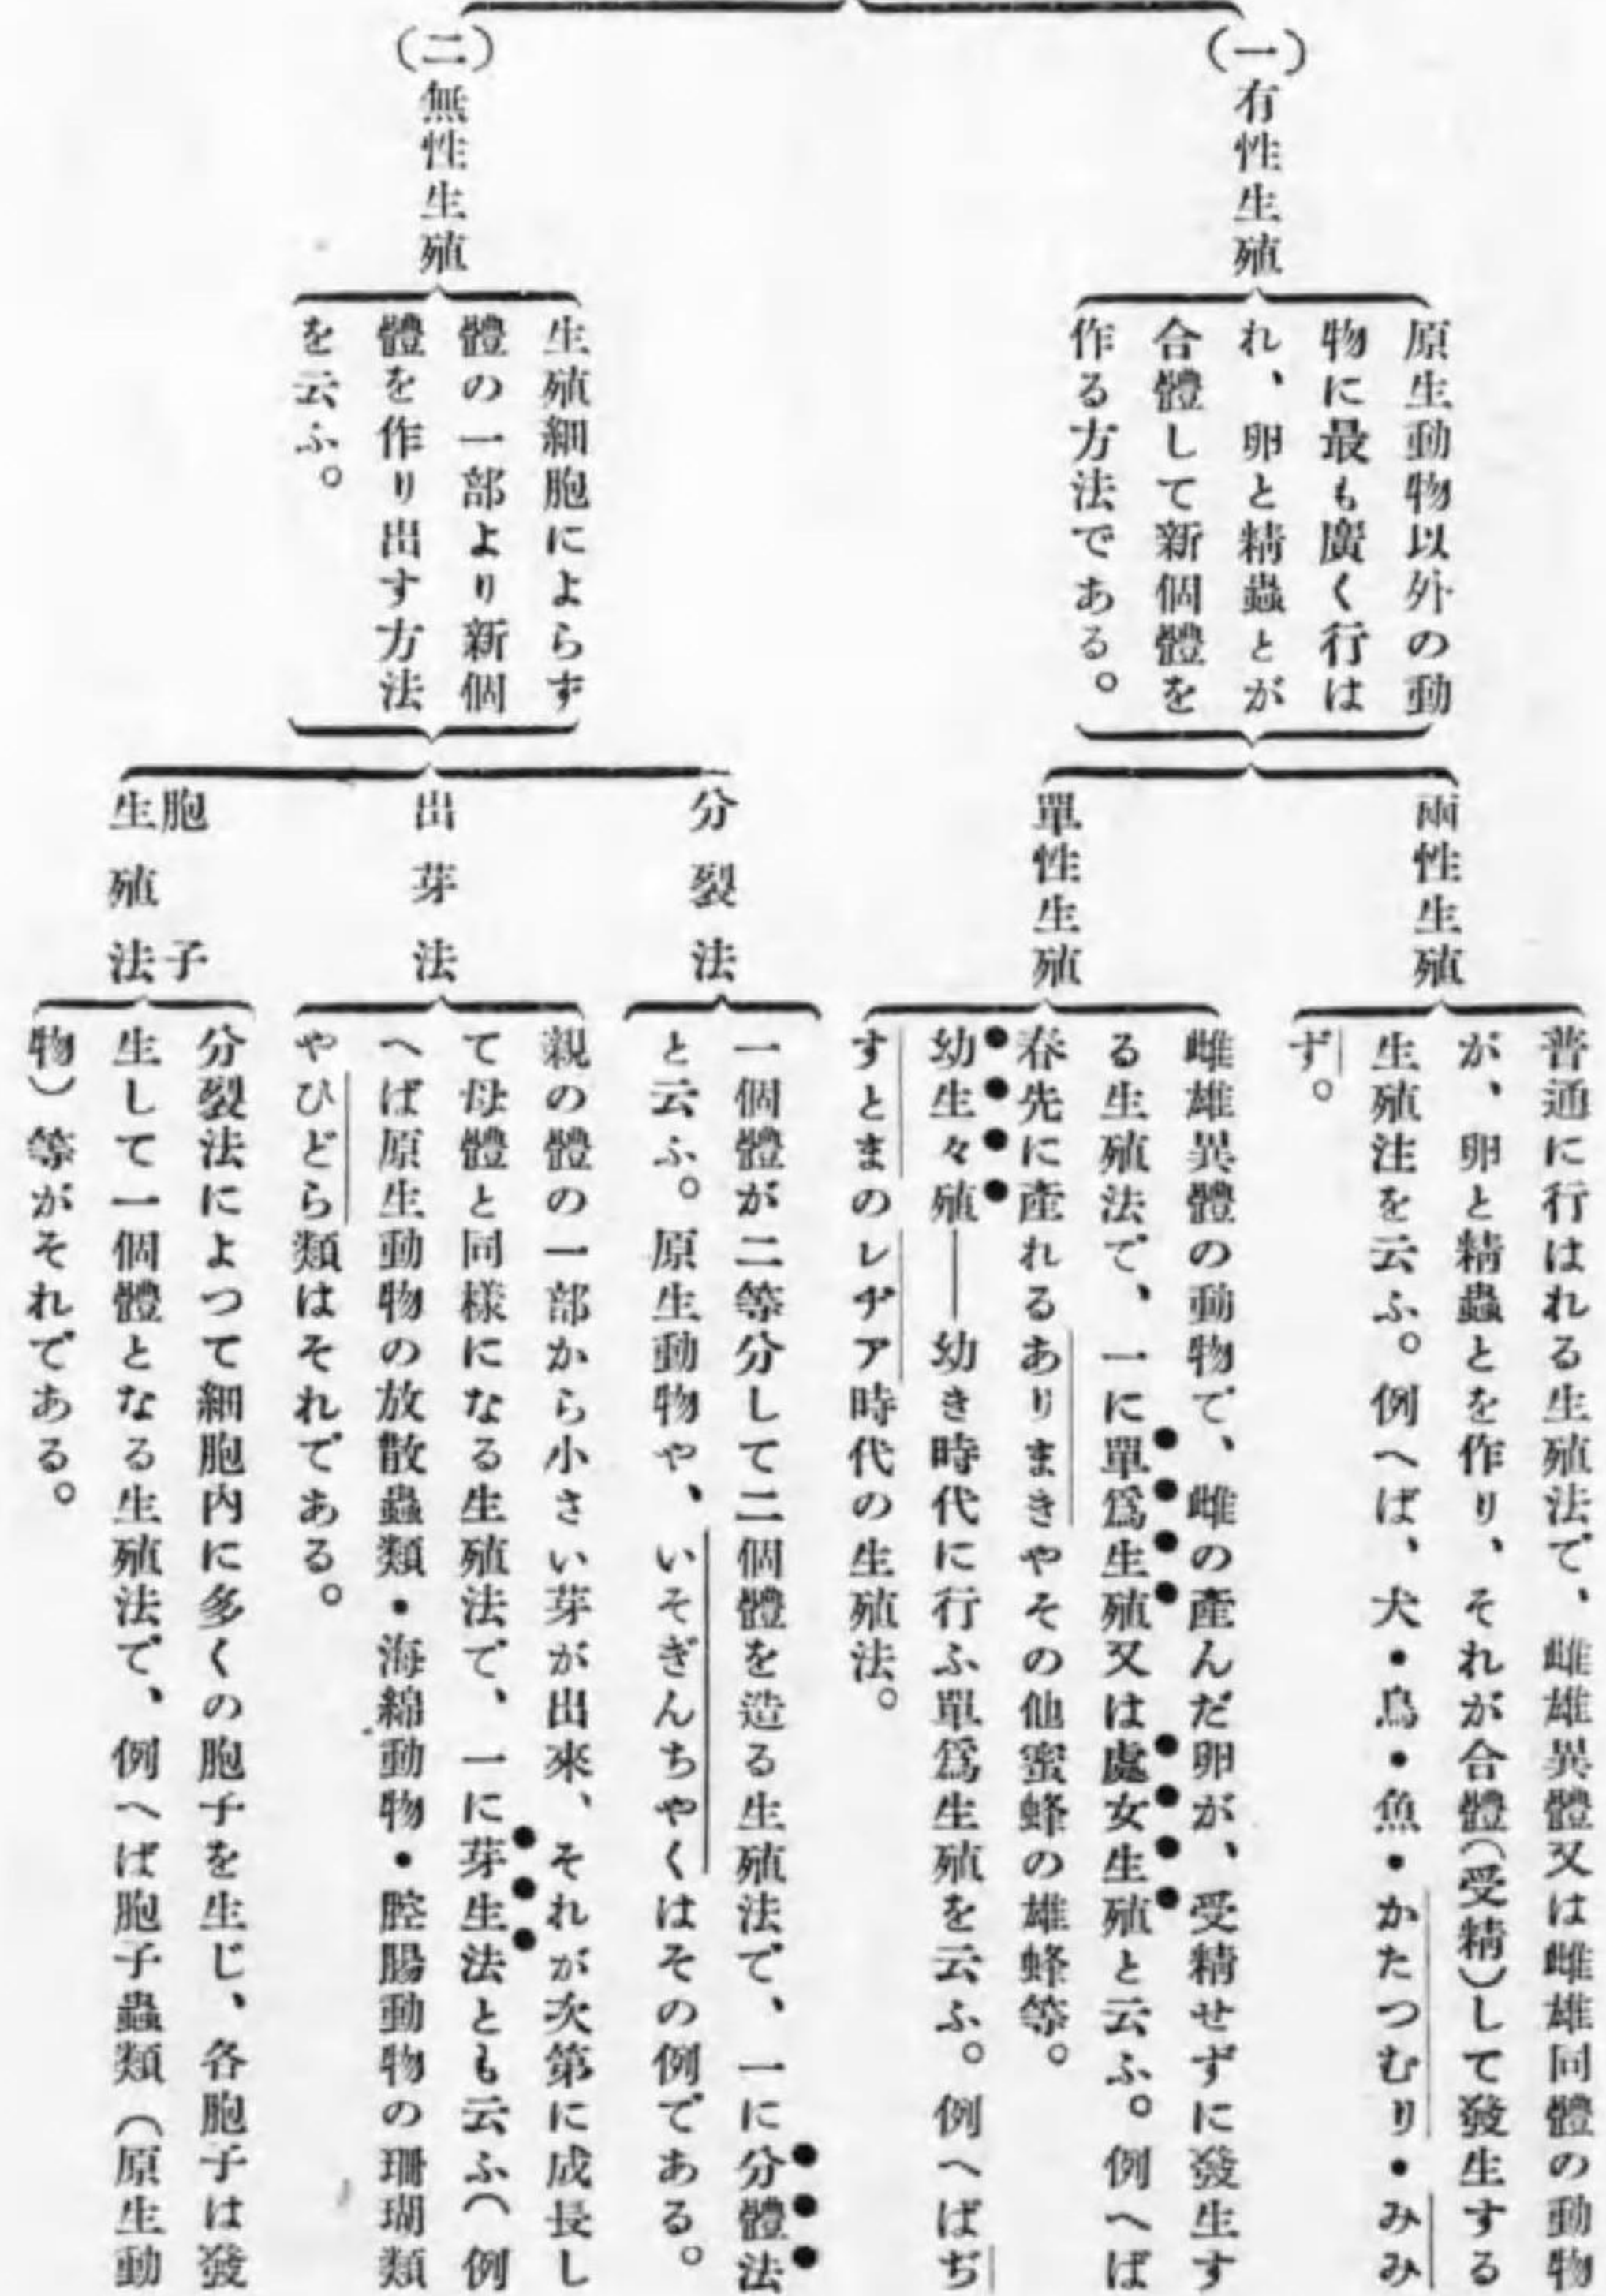 (一)有性生殖
原生動物以外の動
物に最も廣く行は
れ、卵と精蟲とが
合體して新個體を
作る方法である。
兩性生殖
普通に行はれる生殖法で、雌雄異體又は雌雄同體の動物
が、卵と精蟲とを作り、それが合體(受精)して發生する
生殖注を云ふ。例へば、犬・鳥・魚・かたつむり・みみ
ず。
單性生殖
雌雄異體の動物で、雌の產んだ卵が、受精せずに發生す
る生殖法で、一に單爲生殖又は處女生殖と云ふ。例へば
春先に產れるありまきやその他蜜蜂の雄蜂等。
幼生々殖――幼き時代に行ふ單爲生殖を云ふ。例へばぢ
すとまのレヂア時代の生殖法。
(二)無性生殖
生殖細胞によらず
體の一部より新個
體を作り出す方法
を云ふ。
分裂法
一個體が二等分して二個體を造る生殖法で、一に分體法
と云ふ。原生動物や、いそぎんちやくはその例である。
出芽法
親の體の一部から小さい芽が出來、それが次第に成長し
て母體と同樣になる生殖法で、一に芽生法とも云ふ(例
へば原生動物の放散蟲類・海綿動物・腔腸動物の珊瑚類
やひどら類はそれである。
胞子
生殖法
分裂法によつて細胞内に多くの胞子を生じ、各胞子は發
生して一個體となる生殖法で、例へば胞子蟲類(原生動
物)等がそれである。